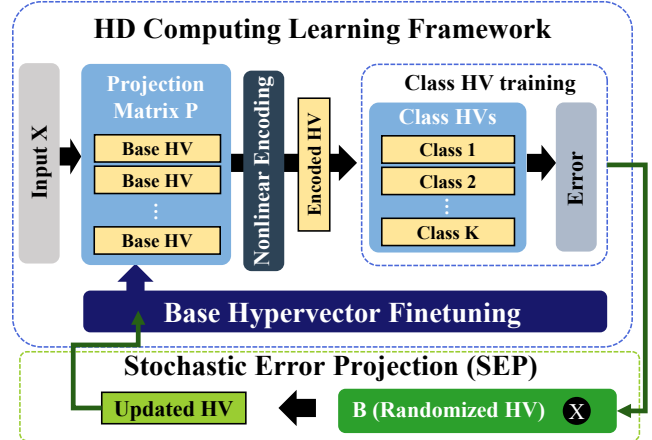 HD Computing Learning Framework
Input X
Projection
Matrix P
Base HV
Base HV
...
Base HV
Nonlinear Encoding
Encoded HV
Class HV training
Class HVs
Class 1
Class 2
...
Class K
Error
Base Hypervector Finetuning
Stochastic Error Projection (SEP)
Updated HV
B (Randomized HV) X